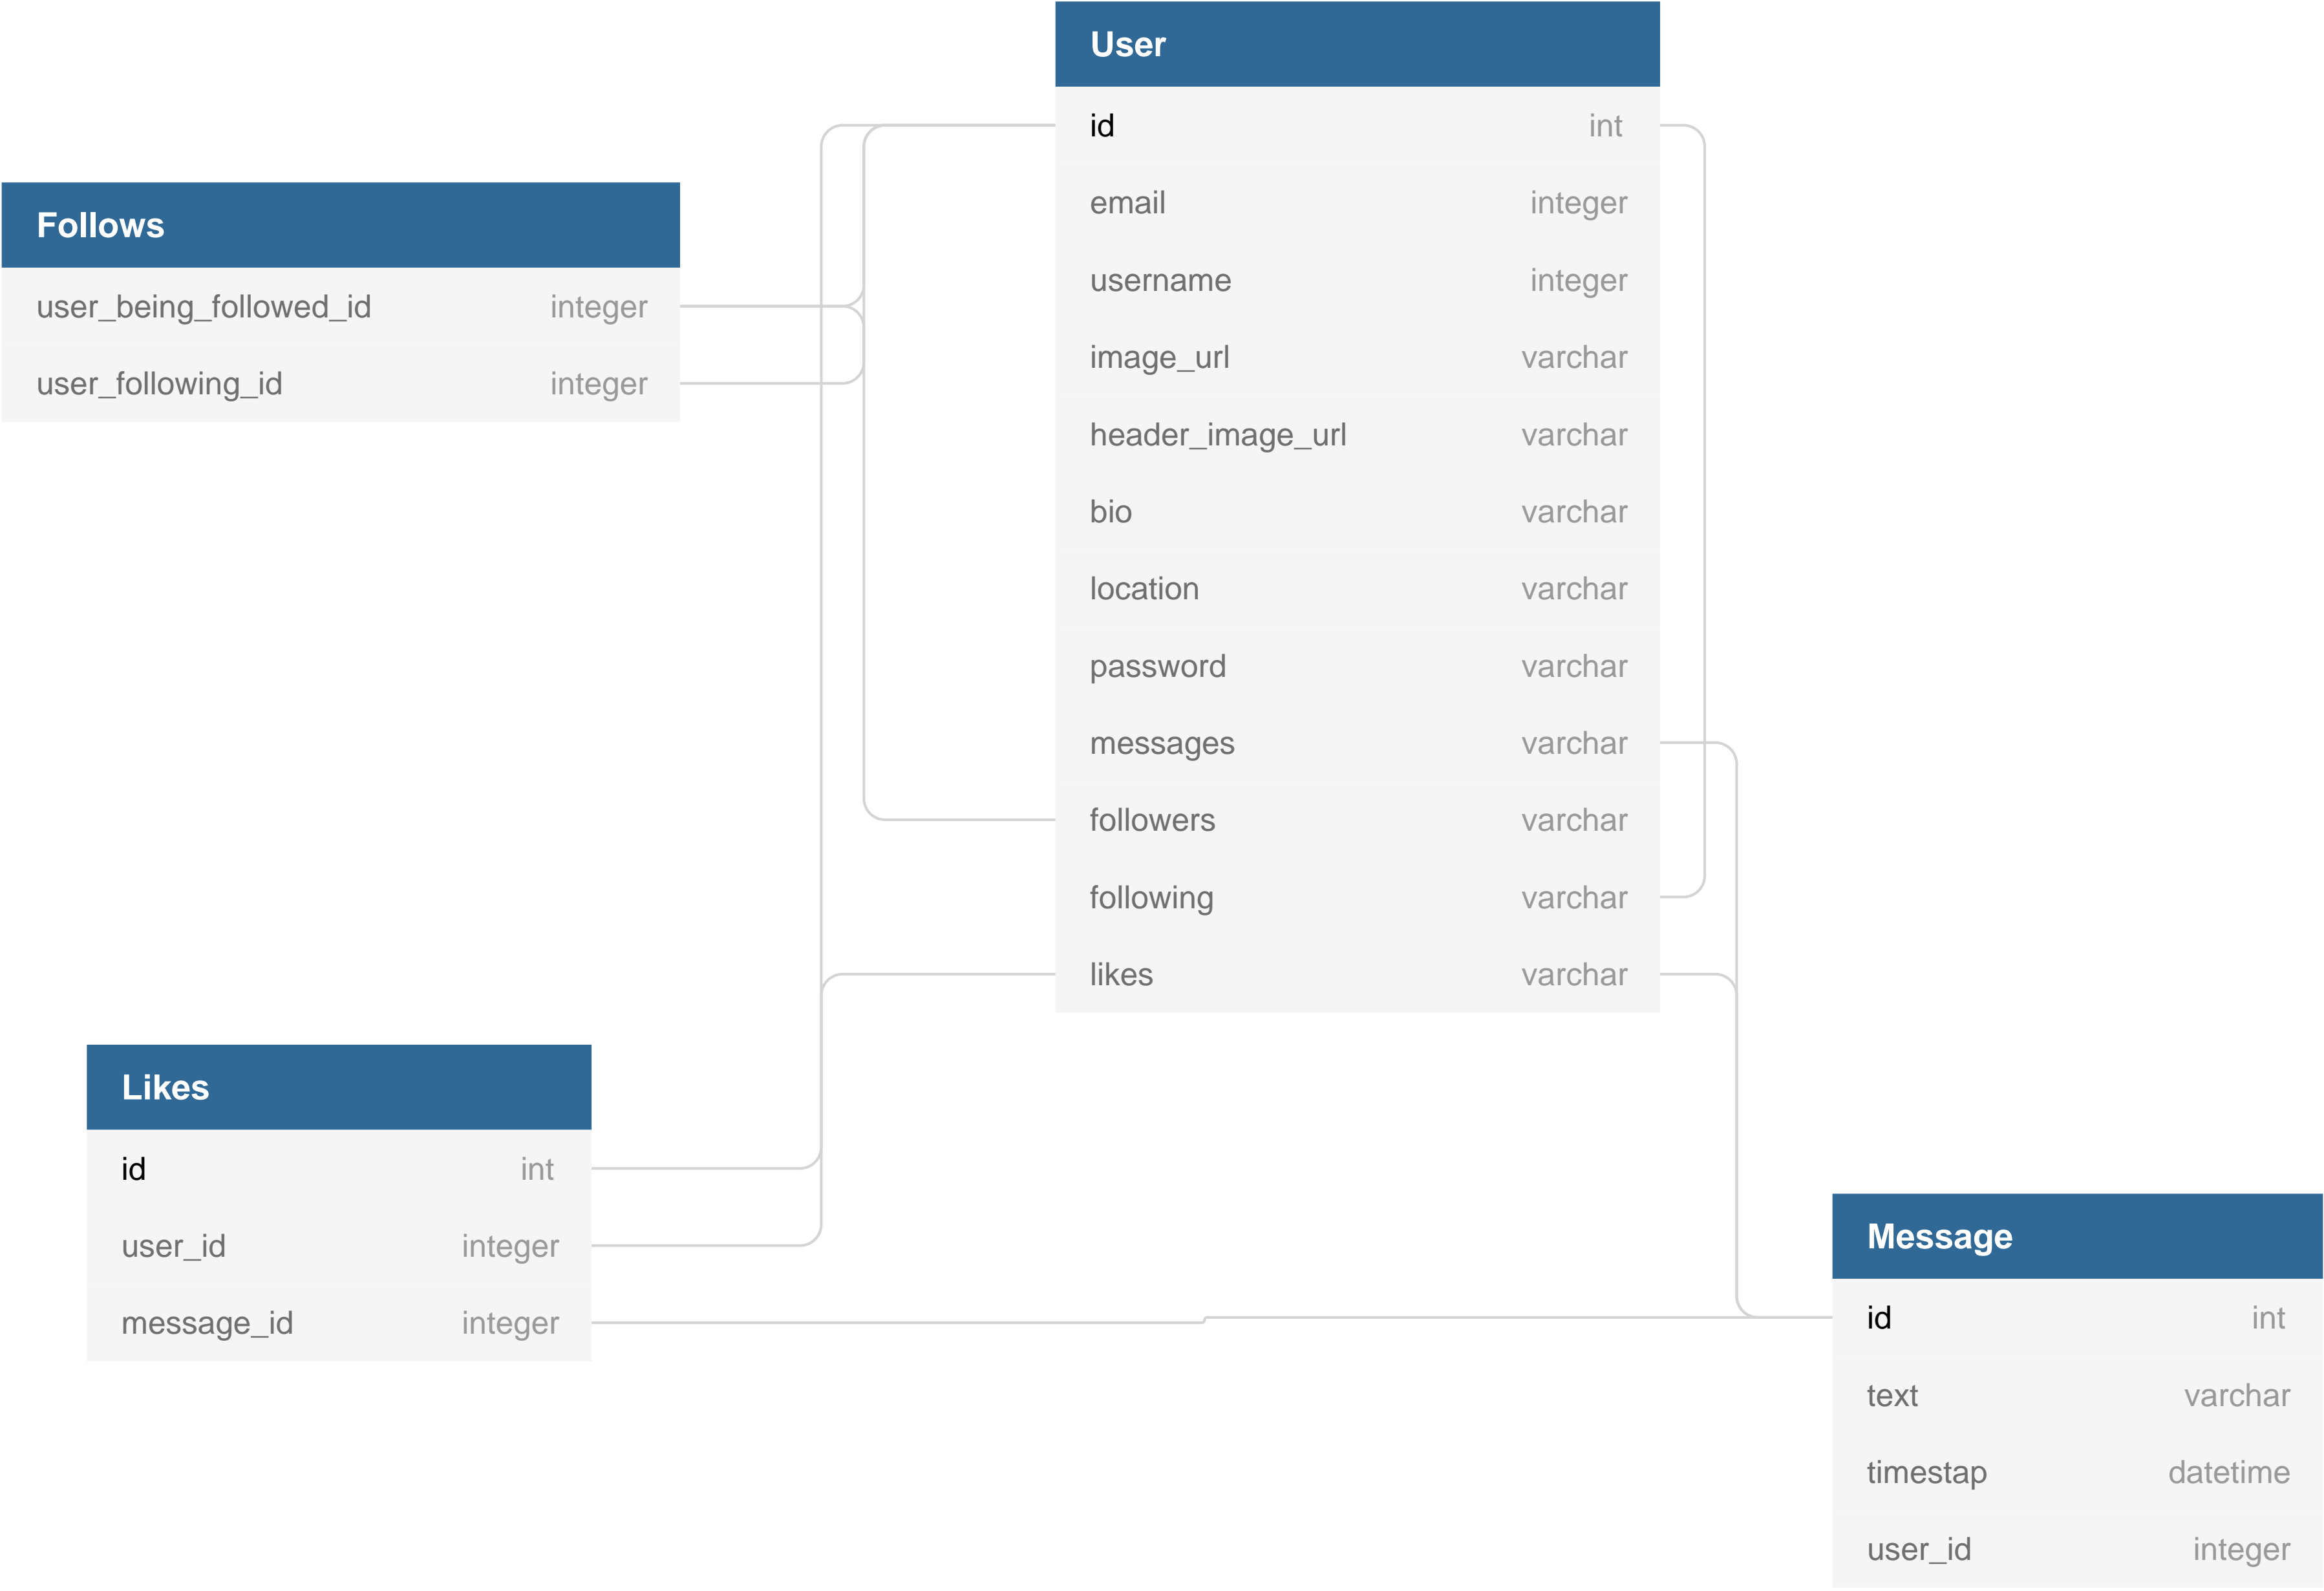 User
id int
email integer
username integer
image_url varchar
header_image_url varchar
bio varchar
location varchar
password varchar
messages varchar
followers varchar
following varchar
likes varchar
Follows
user_being_followed_id integer
user_following_id integer
Likes
id int
user_id integer
message_id integer
Message
id int
text varchar
timestap datetime
user_id integer